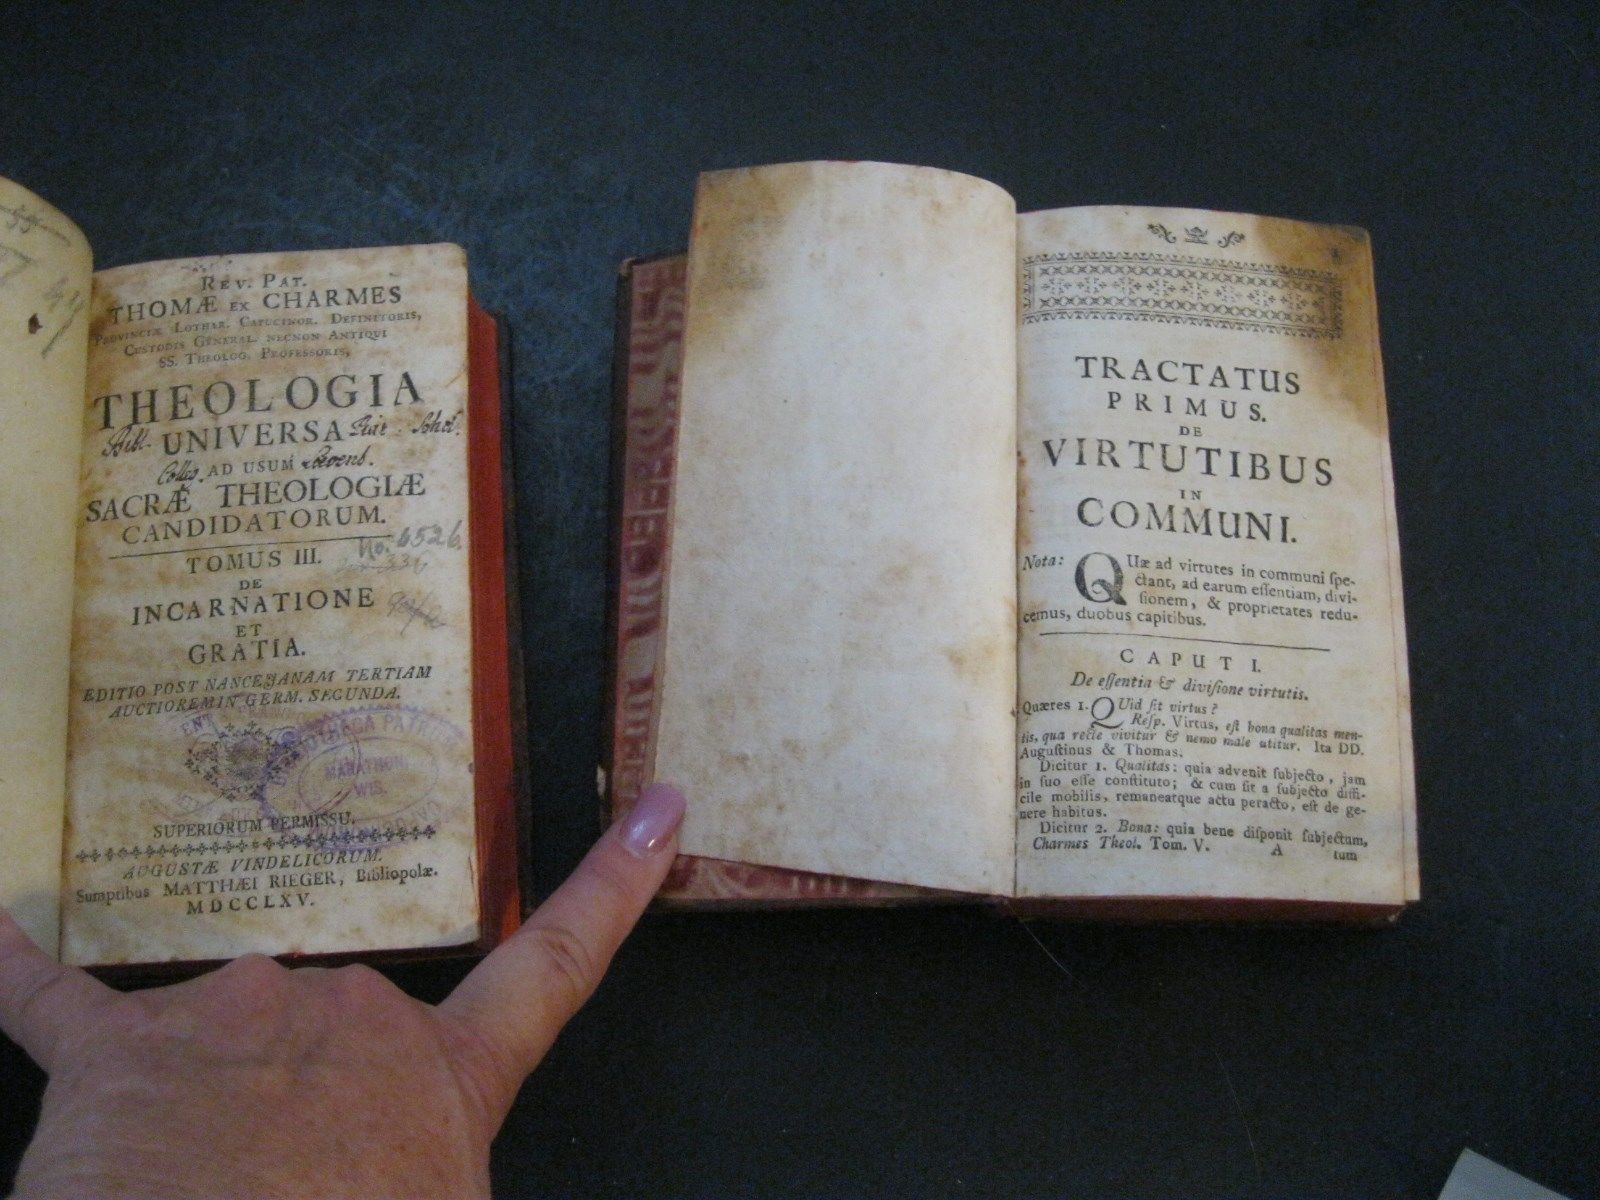 REV. PAT.
THOMÆ EX CHARMES
PROVINCIÆ LOTHAR. CAPUCINOR. DEFINITORIS,
CUSTODIS GENERAL. NECNON ANTIQUI
SS. THEOLOG. PROFESSORIS,
THEOLOGIA
Bibl. UNIVERSA
AD USUM
SACRÆ THEOLOGIÆ
CANDIDATORUM.
No. 6526.
TOMUS III. 336
DE
INCARNATIONE
ET
GRATIA.
EDITIO POST NANCEJANAM TERTIAM
AUCTIOREM IN GERM. SECUNDA.
MARATHON
WIS.
SUPERIORUM PERMISSU.
AUGUSTÆ VINDELICORUM.
Sumptibus MATTHÆI RIEGER, Bibliopolæ.
MDCCLXV.
TRACTATUS
PRIMUS.
DE
VIRTUTIBUS
IN
COMMUNI.
Nota: QUæ ad virtutes in communi ſpe-
ctant, ad earum eſſentiam, divi-
ſionem, & proprietates redu-
cemus, duobus capitibus.
CAPUT I.
De eſſentia & diviſione virtutis.
Quæres 1. QUid ſit virtus?
Reſp. Virtus, eſt bona qualitas men-
tis, qua recte vivitur & nemo male utitur. Ita DD.
Auguſtinus & Thomas.
Dicitur 1. Qualitas: quia advenit ſubjecto, jam
in ſuo eſſe conſtituto; & cum ſit a ſubjecto diffi-
cile mobilis, remaneatque actu peracto, eſt de ge-
nere habitus.
Dicitur 2. Bona: quia bene diſponit ſubjectum,
Charmes Theol. Tom. V. A tum